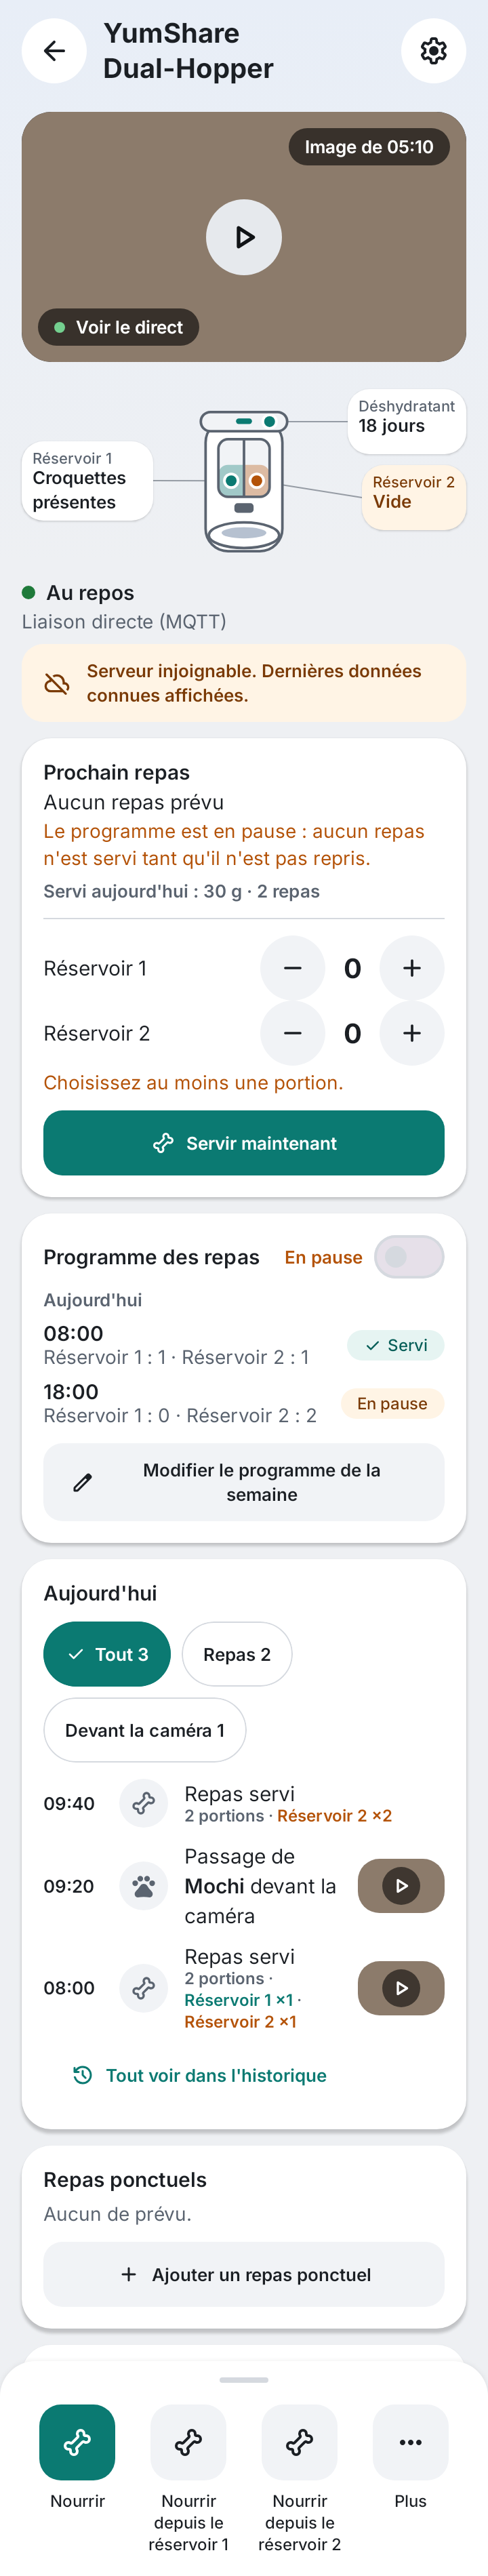 YumShare
Dual-Hopper
Image de 05:10
Voir le direct
Déshydratant
18 jours
Réservoir 1
Croquettes
présentes
Réservoir 2
Vide
Au repos
Liaison directe (MQTT)
Serveur injoignable. Dernières données
connues affichées.
Prochain repas
Aucun repas prévu
Le programme est en pause : aucun repas
n'est servi tant qu'il n'est pas repris.
Servi aujourd'hui : 30 g · 2 repas
Réservoir 1 − 0 +
Réservoir 2 − 0 +
Choisissez au moins une portion.
Servir maintenant
Programme des repas En pause
Aujourd'hui
08:00
Réservoir 1 : 1 · Réservoir 2 : 1
Servi
18:00
Réservoir 1 : 0 · Réservoir 2 : 2
En pause
Modifier le programme de la
semaine
Aujourd'hui
Tout 3
Repas 2
Devant la caméra 1
09:40
Repas servi
2 portions · Réservoir 2 ×2
09:20
Passage de
Mochi devant la
caméra
08:00
Repas servi
2 portions ·
Réservoir 1 ×1 ·
Réservoir 2 ×1
Tout voir dans l'historique
Repas ponctuels
Aucun de prévu.
+ Ajouter un repas ponctuel
Nourrir
Nourrir
depuis le
réservoir 1
Nourrir
depuis le
réservoir 2
Plus